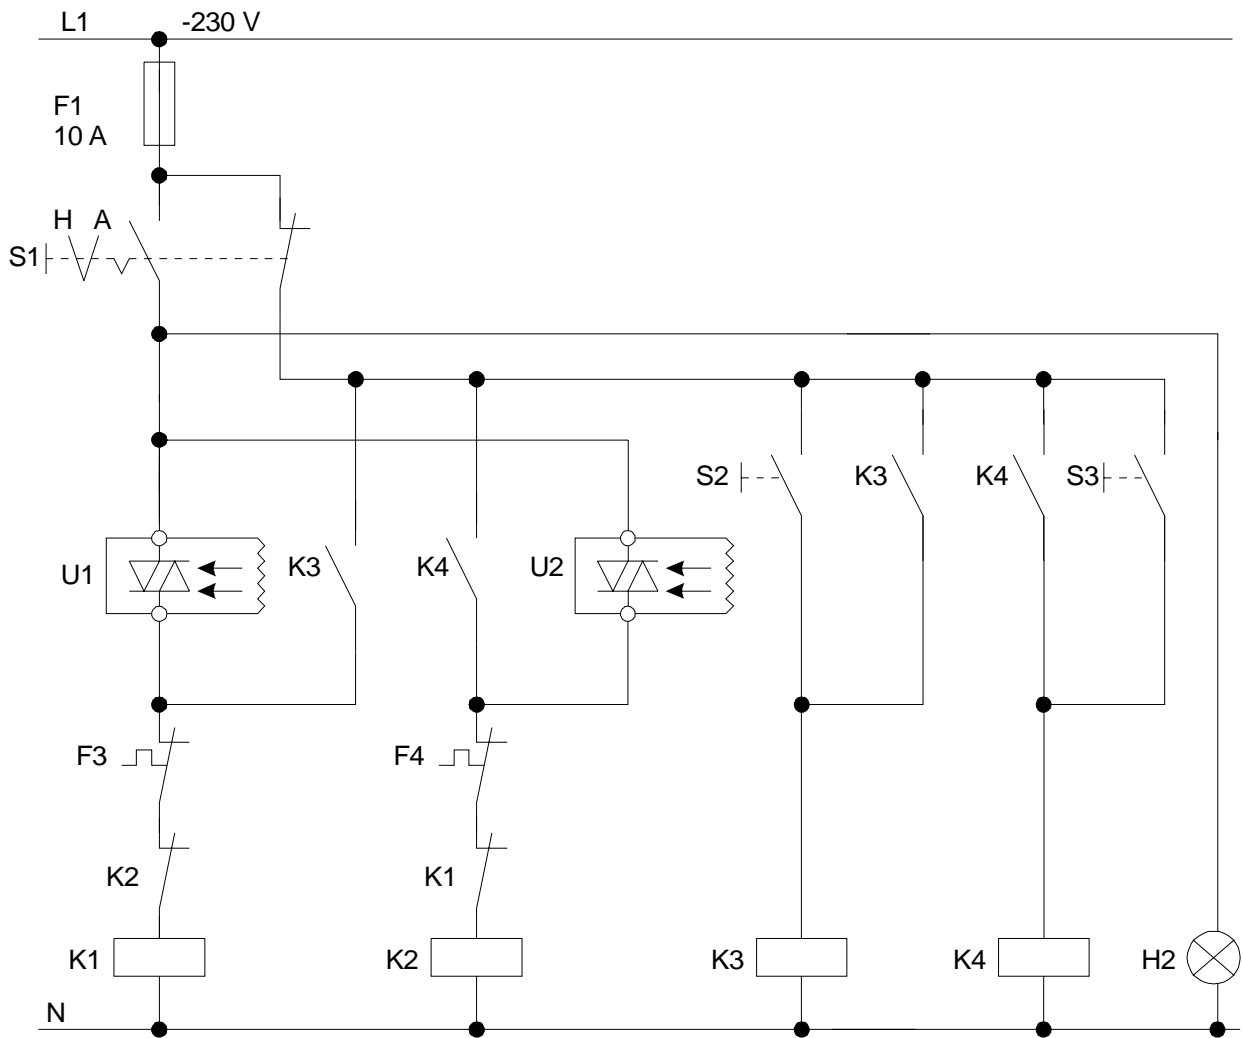 L1 -230 V
F1
10 A
H A
S1
S2 K3 K4 S3
U1 K3 K4 U2
F3 F4
K2 K1
K1 K2 K3 K4 H2
N